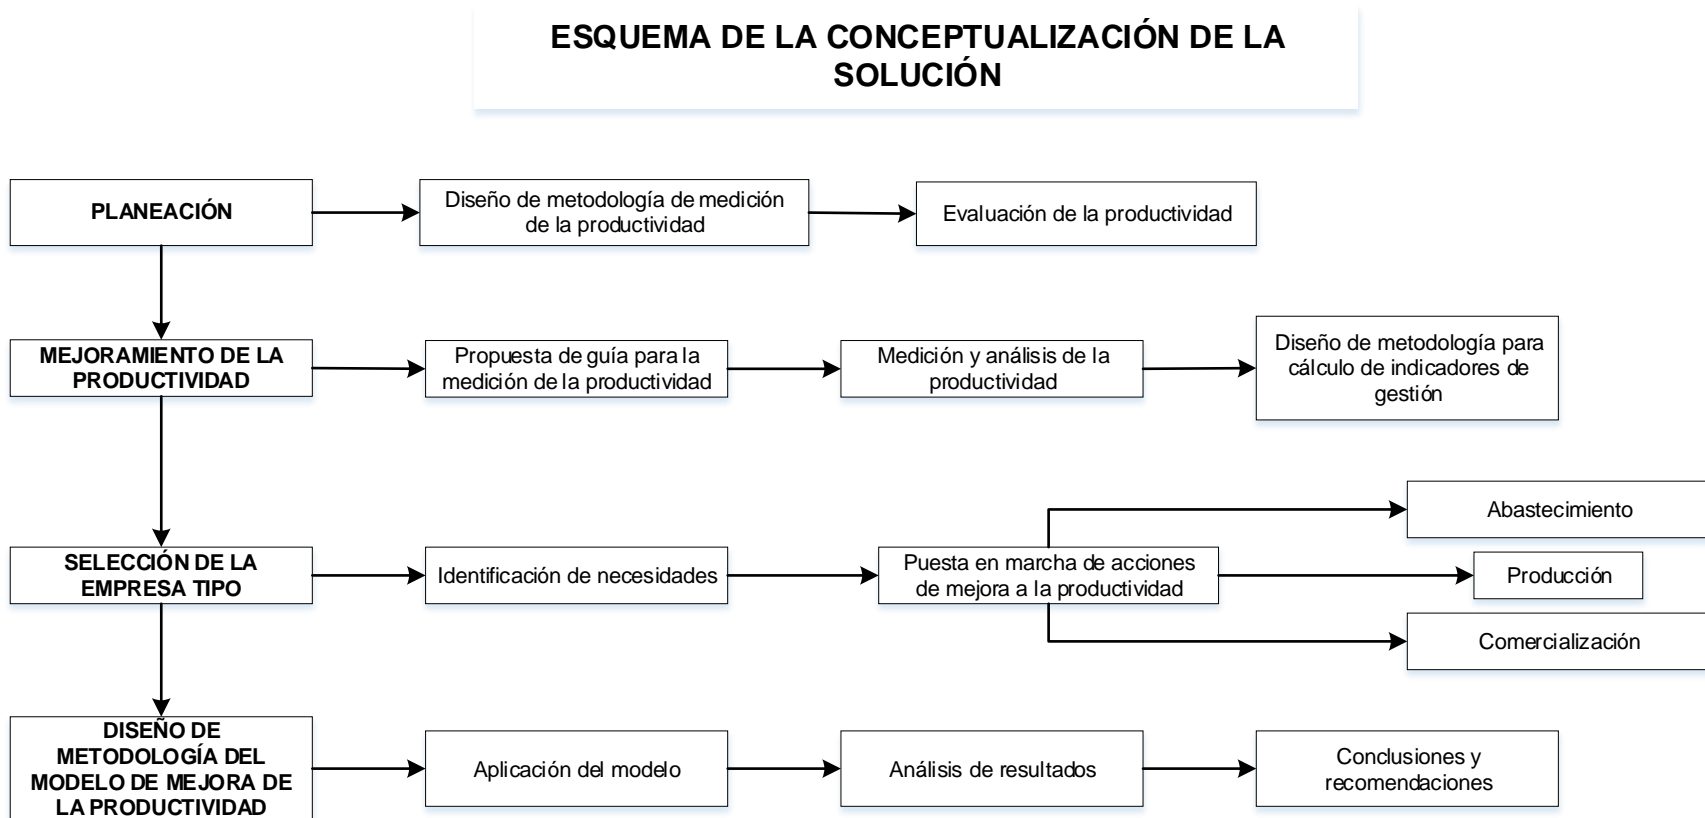 ESQUEMA DE LA CONCEPTUALIZACIÓN DE LA
SOLUCIÓN
PLANEACIÓN
Diseño de metodología de medición
de la productividad
Evaluación de la productividad
MEJORAMIENTO DE LA
PRODUCTIVIDAD
Propuesta de guía para la
medición de la productividad
Medición y análisis de la
productividad
Diseño de metodología para
cálculo de indicadores de
gestión
SELECCIÓN DE LA
EMPRESA TIPO
Identificación de necesidades
Puesta en marcha de acciones
de mejora a la productividad
Abastecimiento
Producción
Comercialización
DISEÑO DE
METODOLOGÍA DEL
MODELO DE MEJORA DE
LA PRODUCTIVIDAD
Aplicación del modelo
Análisis de resultados
Conclusiones y
recomendaciones